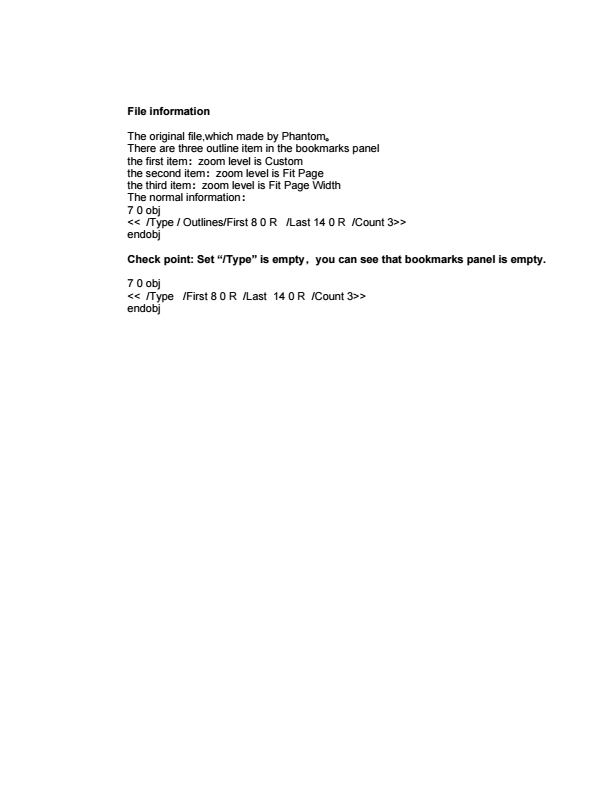 File information
The original file,which made by Phantom。
There are three outline item in the bookmarks panel
the first item：zoom level is Custom
the second item：zoom level is Fit Page
the third item：zoom level is Fit Page Width
The normal information：
7 0 obj
<< /Type / Outlines/First 8 0 R /Last 14 0 R /Count 3>>
endobj
Check point: Set “/Type” is empty，you can see that bookmarks panel is empty.
7 0 obj
<< /Type /First 8 0 R /Last 14 0 R /Count 3>>
endobj